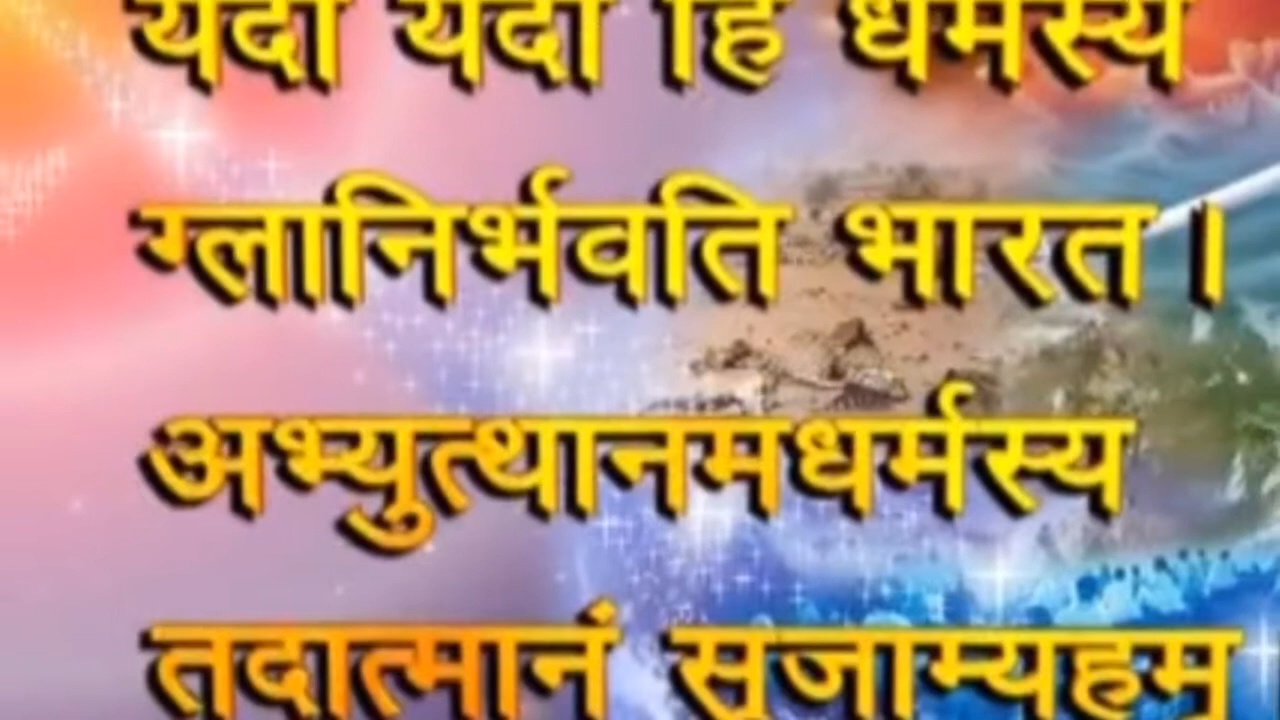 यदा यदा हि धर्मस्य
ग्लानिर्भवति भारत ।
अभ्युत्थानमधर्मस्य
तदात्मानं सृजाम्यहम्